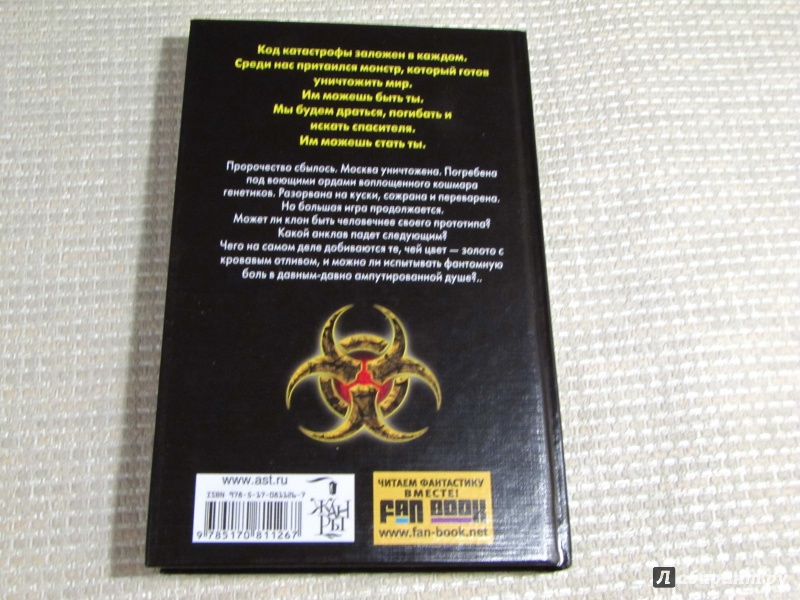 Код катастрофы заложен в каждом.
Среди нас притаился монстр, который готов
уничтожить мир.
Им можешь быть ты.
Мы будем драться, погибать и
искать спасителя.
Им можешь стать ты.
Пророчество сбылось. Москва уничтожена. Погребена
под воющими ордами воплощенного кошмара
генетиков. Разорвана на куски, сожрана и переварена.
Но большая игра продолжается.
Может ли клон быть человечнее своего прототипа?
Какой анклав падет следующим?
Чего на самом деле добиваются те, чей цвет — золото с
кровавым отливом, и можно ли испытывать фантомную
боль в давным-давно ампутированной душе?..
www.ast.ru
ISBN 978-5-17-081126-7
9 785170 811267
ЖАН
РЫ
ЧИТАЕМ ФАНТАСТИКУ
ВМЕСТЕ!
FAN BOOK
www.fan-book.net
Лабиринт.ру